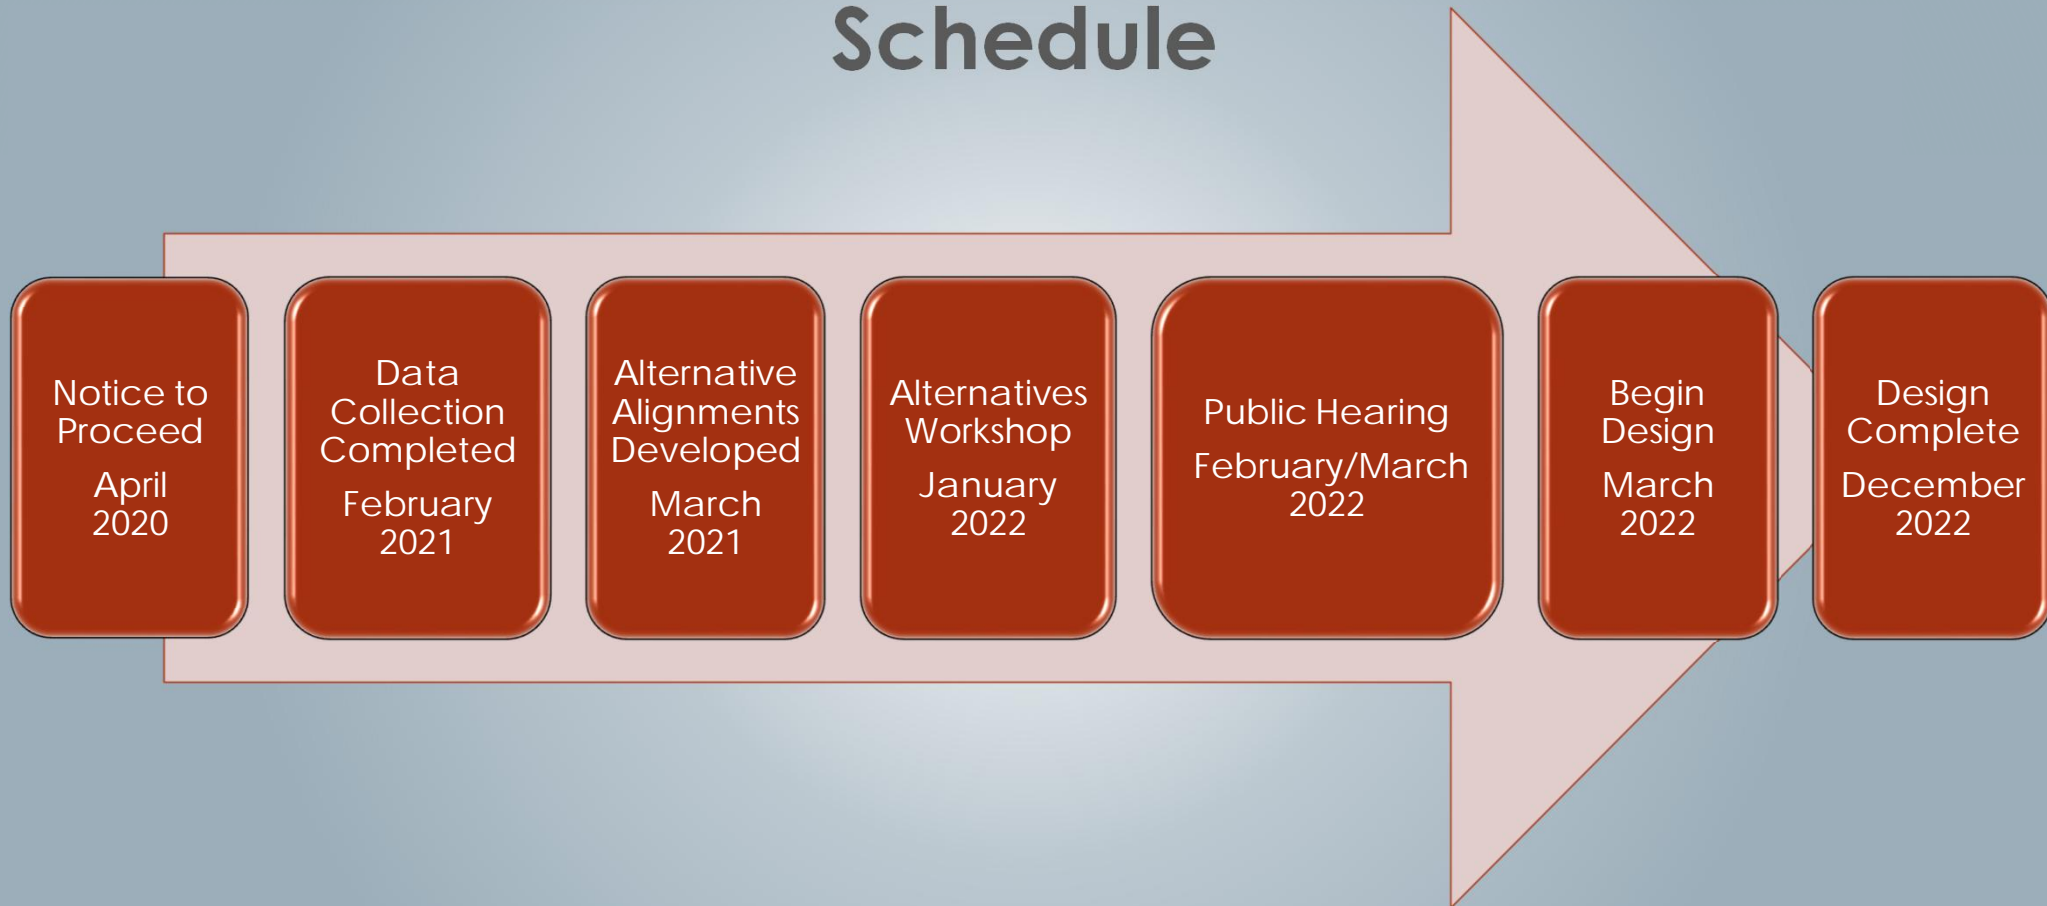 Schedule
Notice to
Proceed
April
2020
Data
Collection
Completed
February
2021
Alternative
Alignments
Developed
March
2021
Alternatives
Workshop
January
2022
Public Hearing
February/March
2022
Begin
Design
March
2022
Design
Complete
December
2022